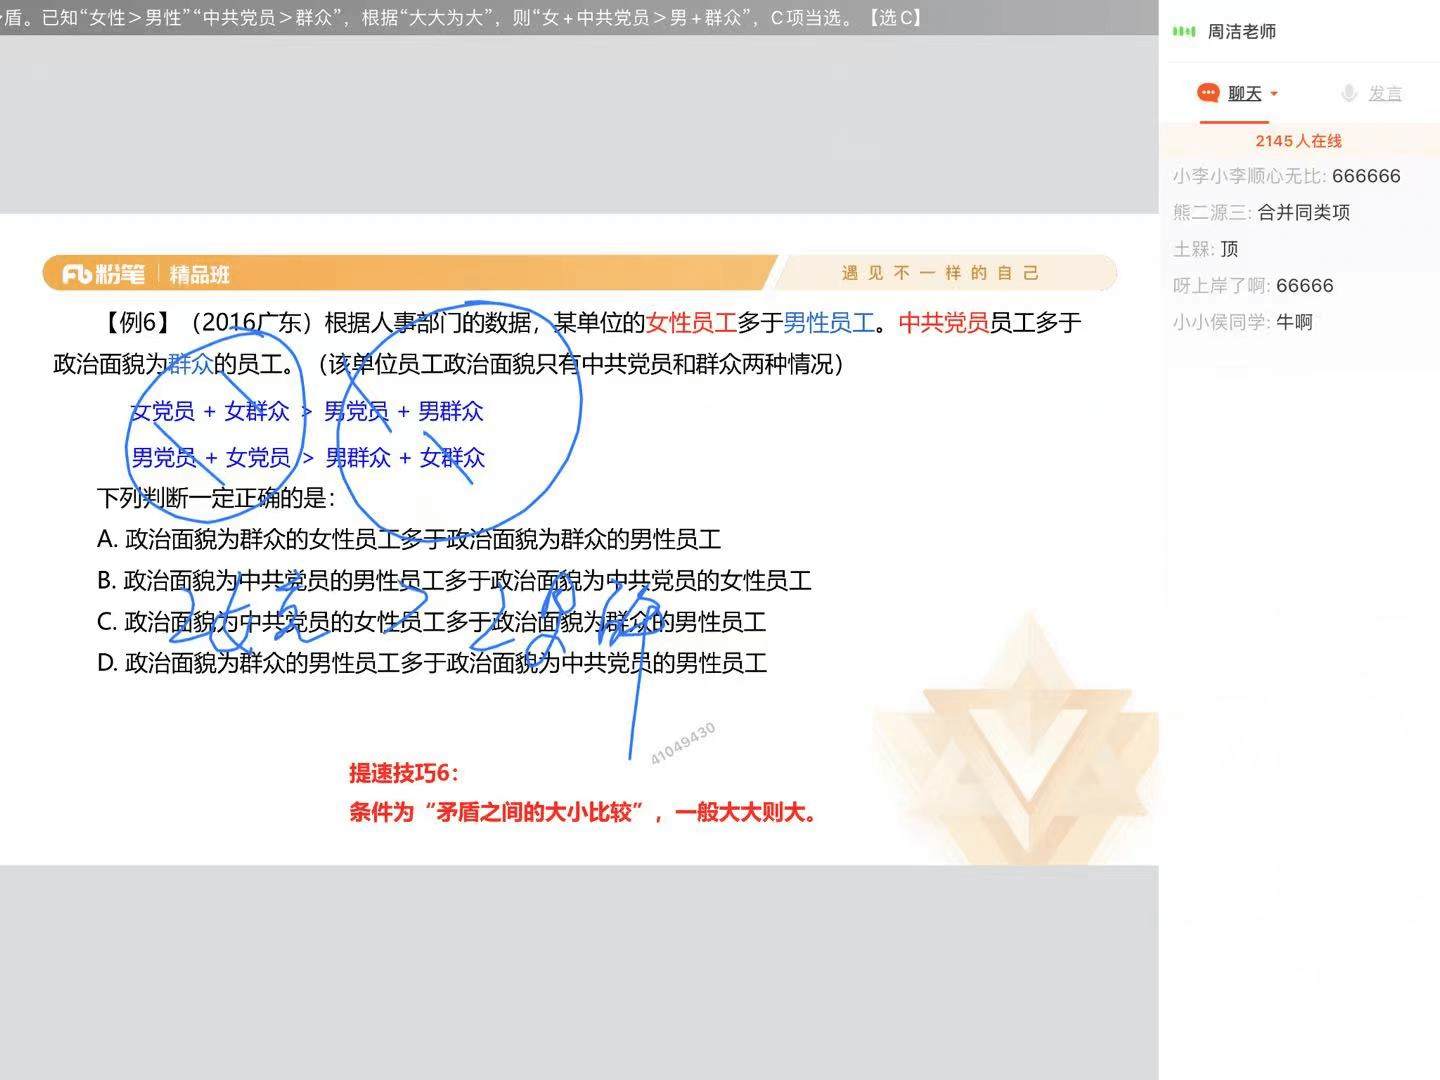 盾。已知“女性＞男性”“中共党员＞群众”，根据“大大为大”，则“女+中共党员＞男+群众”，C项当选。【选C】
粉笔 精品班
遇见不一样的自己
【例6】（2016广东）根据人事部门的数据，某单位的女性员工多于男性员工。中共党员员工多于
政治面貌为群众的员工。（该单位员工政治面貌只有中共党员和群众两种情况）
女党员 + 女群众 > 男党员 + 男群众
男党员 + 女党员 > 男群众 + 女群众
下列判断一定正确的是：
A. 政治面貌为群众的女性员工多于政治面貌为群众的男性员工
B. 政治面貌为中共党员的男性员工多于政治面貌为中共党员的女性员工
C. 政治面貌为中共党员的女性员工多于政治面貌为群众的男性员工
D. 政治面貌为群众的男性员工多于政治面貌为中共党员的男性员工
2女党 > 2男群
41049430
提速技巧6：
条件为“矛盾之间的大小比较”，一般大大则大。
周洁老师
聊天
发言
2145人在线
小李小李顺心无比: 666666
熊二源三: 合并同类项
土槑: 顶
呀上岸了啊: 66666
小小侯同学: 牛啊